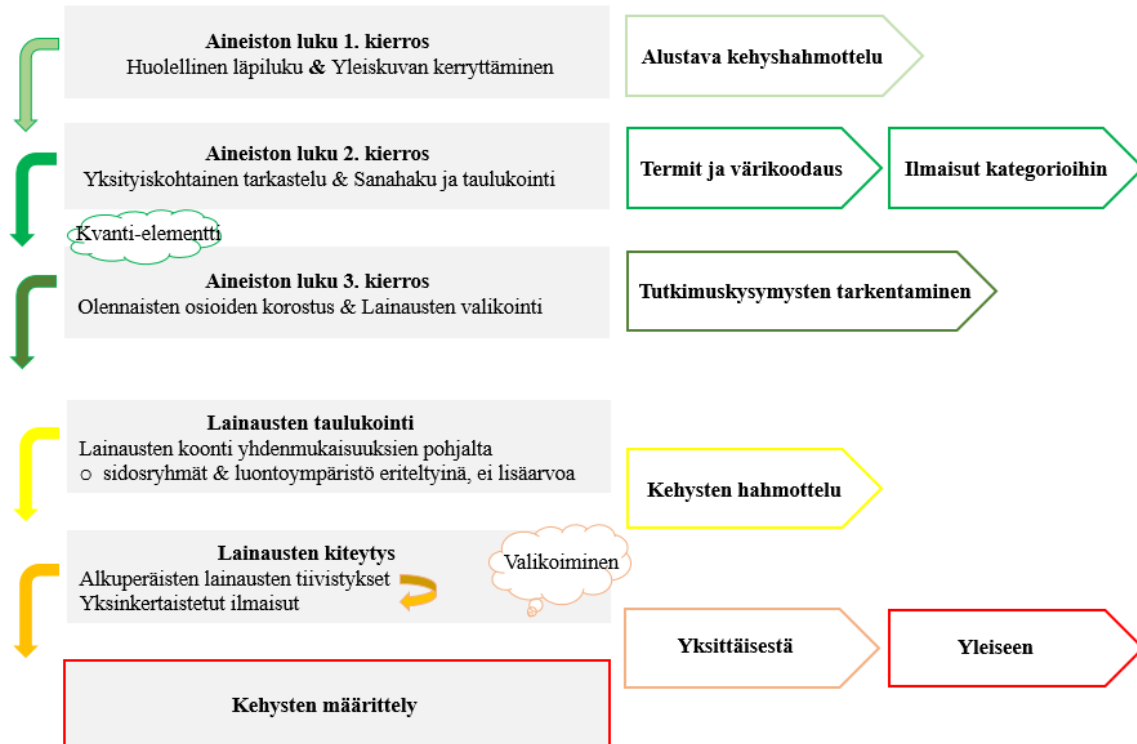 Aineiston luku 1. kierros
Huolellinen läpiluku & Yleiskuvan kerryttäminen
Alustava kehyshahmottelu
Aineiston luku 2. kierros
Yksityiskohtainen tarkastelu & Sanahaku ja taulukointi
Termit ja värikoodaus
Ilmaisut kategorioihin
Kvanti-elementti
Aineiston luku 3. kierros
Olennaisten osioiden korostus & Lainausten valikointi
Tutkimuskysymysten tarkentaminen
Lainausten taulukointi
Lainausten koonti yhdenmukaisuuksien pohjalta
o sidosryhmät & luontoympäristö eriteltyinä, ei lisäarvoa
Kehysten hahmottelu
Lainausten kiteytys
Alkuperäisten lainausten tiivistykset
Yksinkertaistetut ilmaisut
Valikoiminen
Yksittäisestä
Yleiseen
Kehysten määrittely